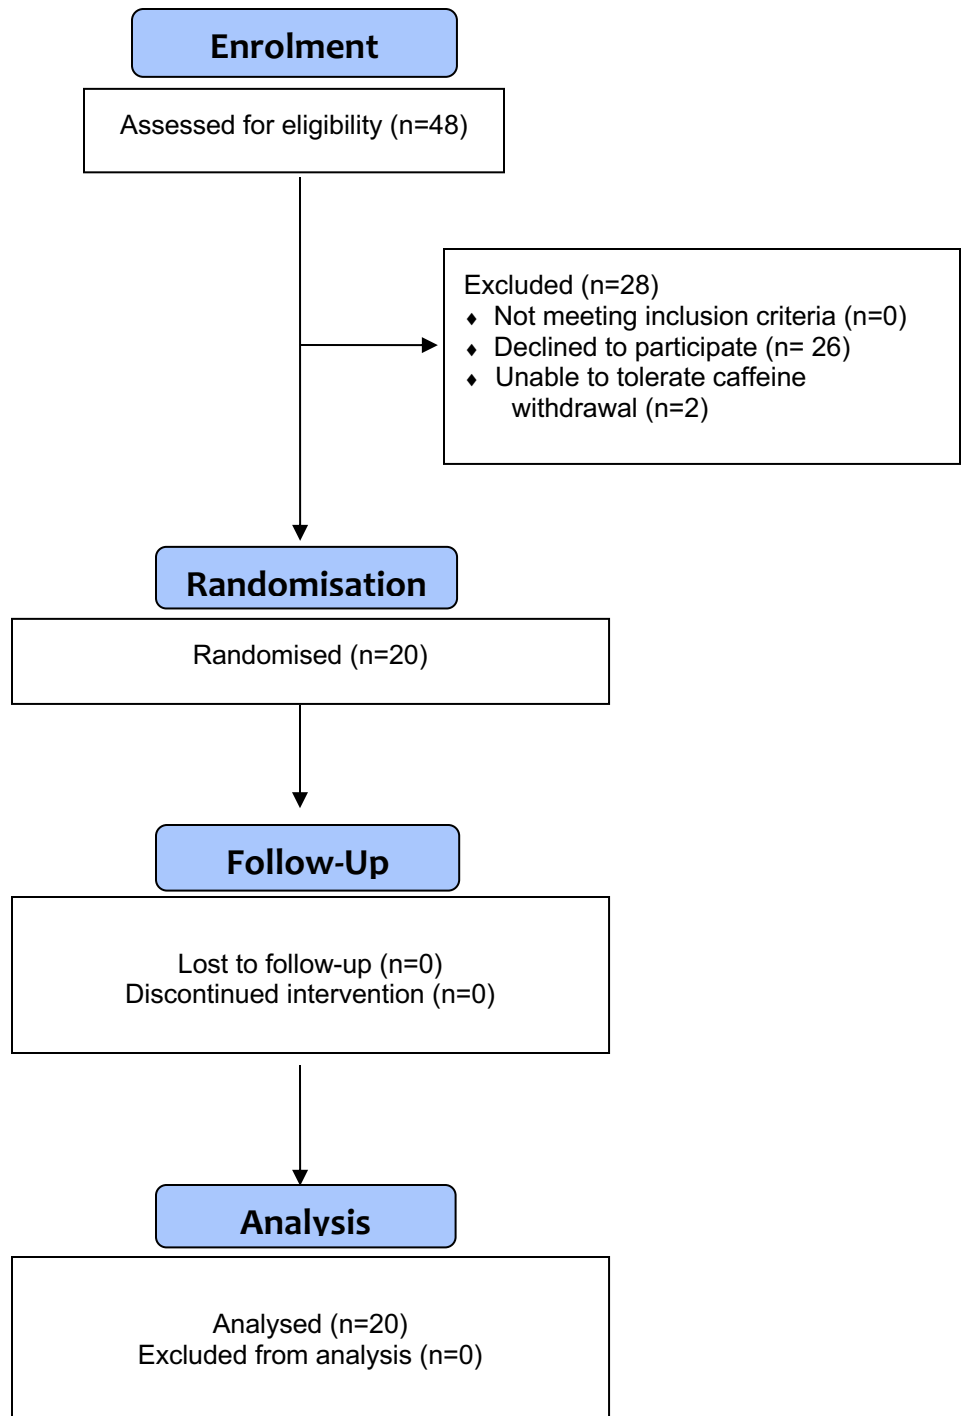 Enrolment
Assessed for eligibility (n=48)
Excluded (n=28)
♦ Not meeting inclusion criteria (n=0)
♦ Declined to participate (n= 26)
♦ Unable to tolerate caffeine
withdrawal (n=2)
Randomisation
Randomised (n=20)
Follow-Up
Lost to follow-up (n=0)
Discontinued intervention (n=0)
Analysis
Analysed (n=20)
Excluded from analysis (n=0)